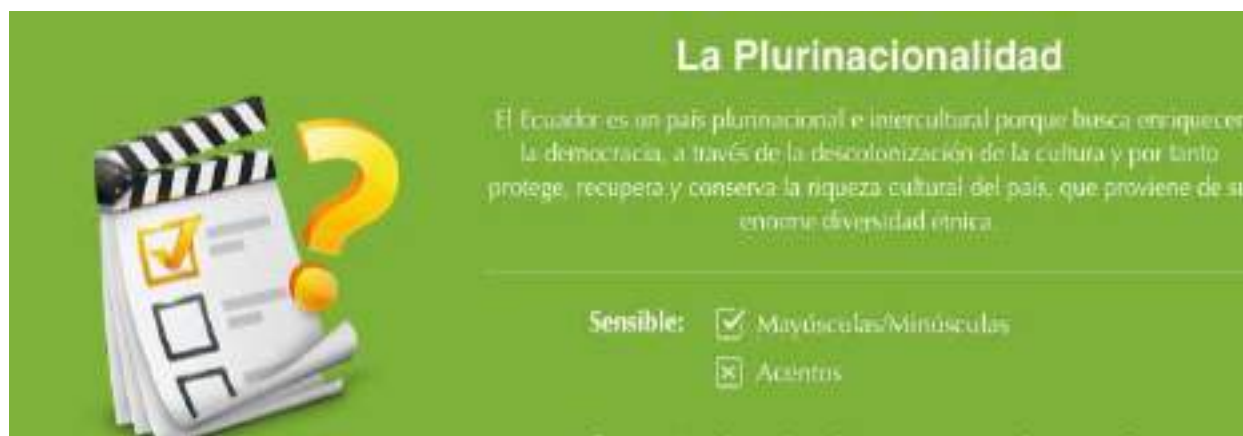 La Plurinacionalidad
El Ecuador es un país plurinacional e intercultural porque busca enriquecer
la democracia, a través de la descolonización de la cultura y por tanto
protege, recupera y conserva la riqueza cultural del país, que proviene de su
enorme diversidad étnica
Sensible: Mayúsculas/Minúsculas
Acentos